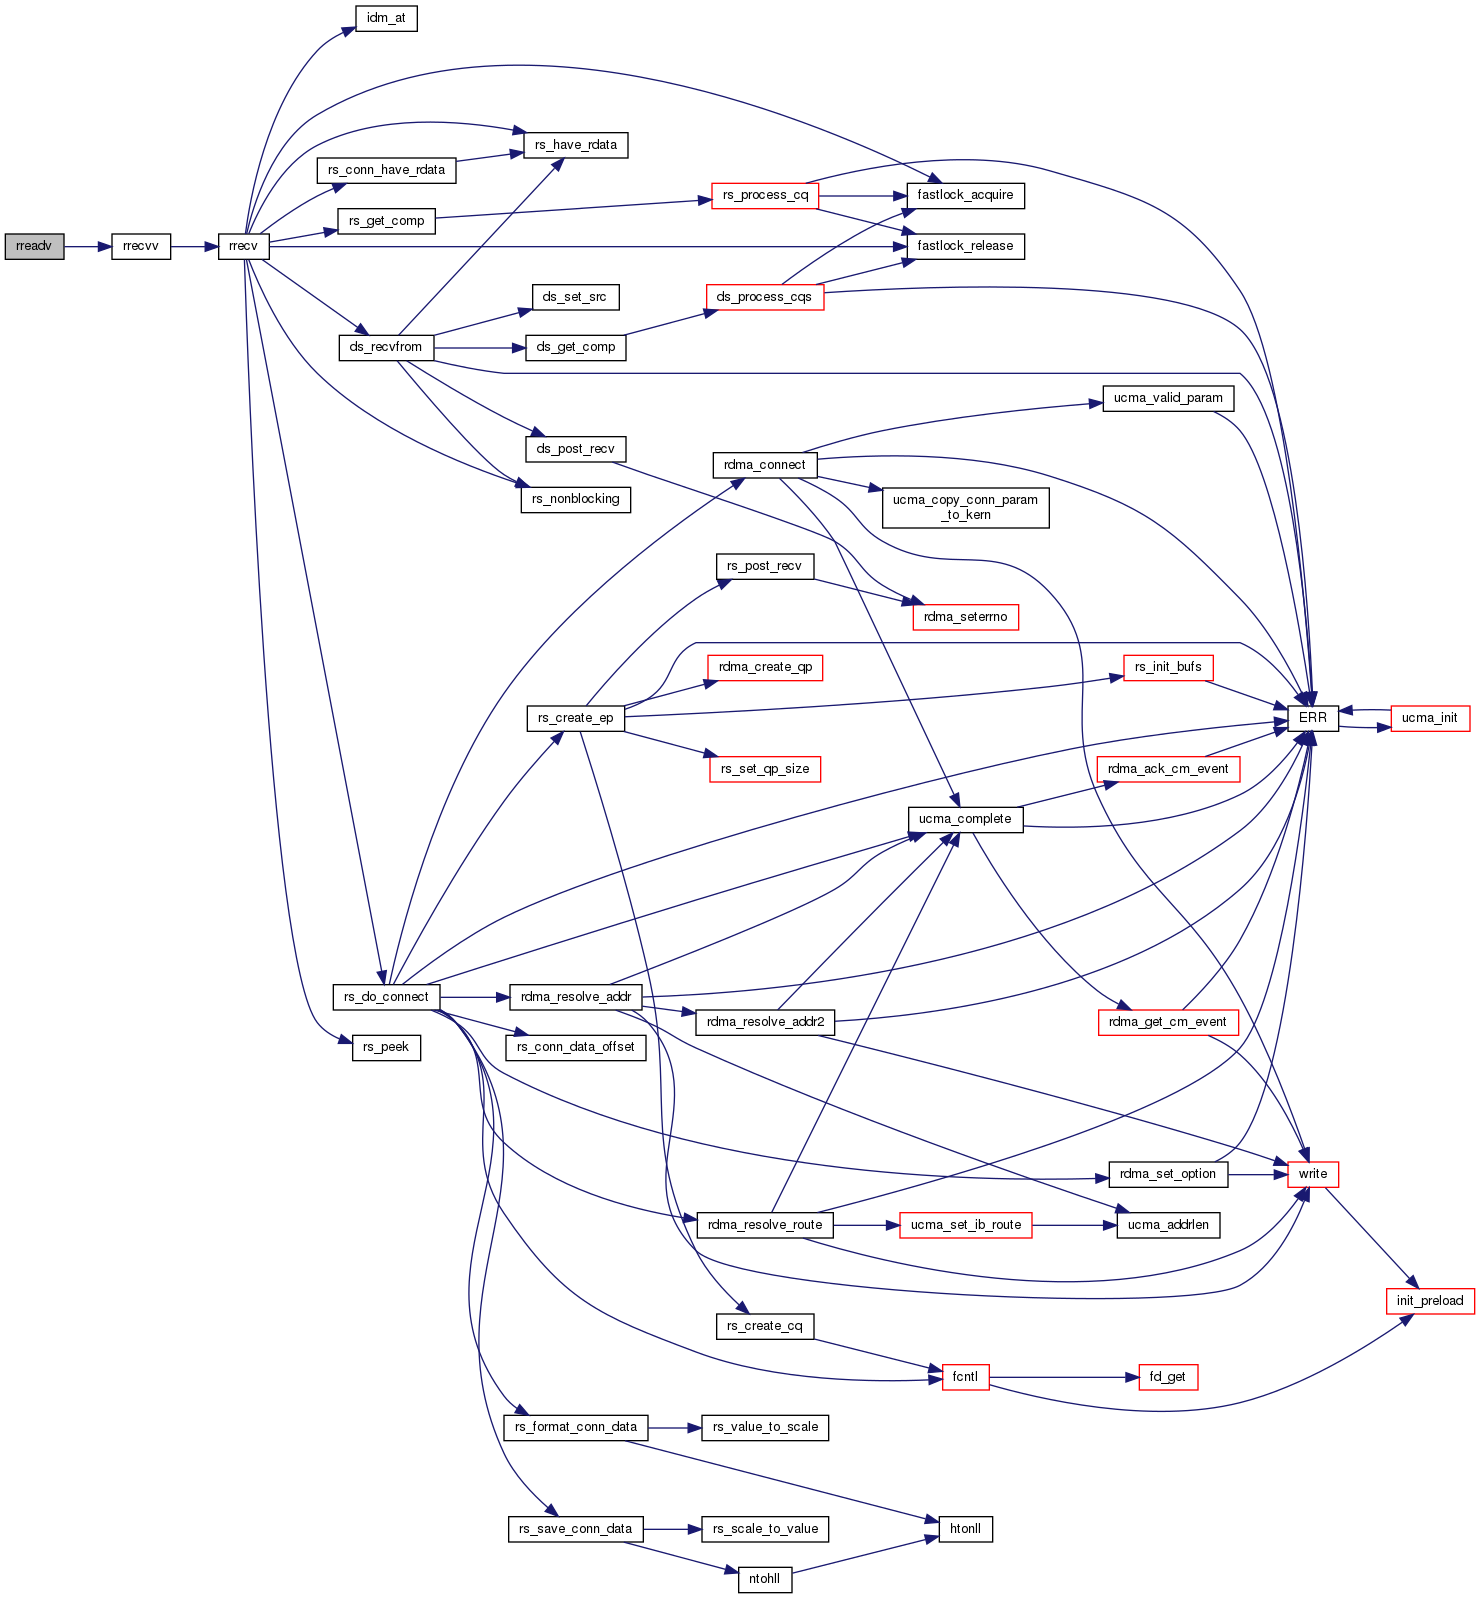 idm_at
rs_have_rdata
rs_conn_have_rdata
rs_process_cq
fastlock_acquire
rs_get_comp
rreadv
rrecvv
rrecv
fastlock_release
ds_set_src
ds_process_cqs
ds_recvfrom
ds_get_comp
ucma_valid_param
ds_post_recv
rdma_connect
rs_nonblocking
ucma_copy_conn_param
_to_kern
rs_post_recv
rdma_seterrno
rdma_create_qp
rs_init_bufs
rs_create_ep
ERR
ucma_init
rs_set_qp_size
rdma_ack_cm_event
ucma_complete
rs_do_connect
rdma_resolve_addr
rdma_resolve_addr2
rdma_get_cm_event
rs_peek
rs_conn_data_offset
rdma_set_option
write
rdma_resolve_route
ucma_set_ib_route
ucma_addrlen
init_preload
rs_create_cq
fcntl
fd_get
rs_format_conn_data
rs_value_to_scale
rs_save_conn_data
rs_scale_to_value
htonll
ntohll